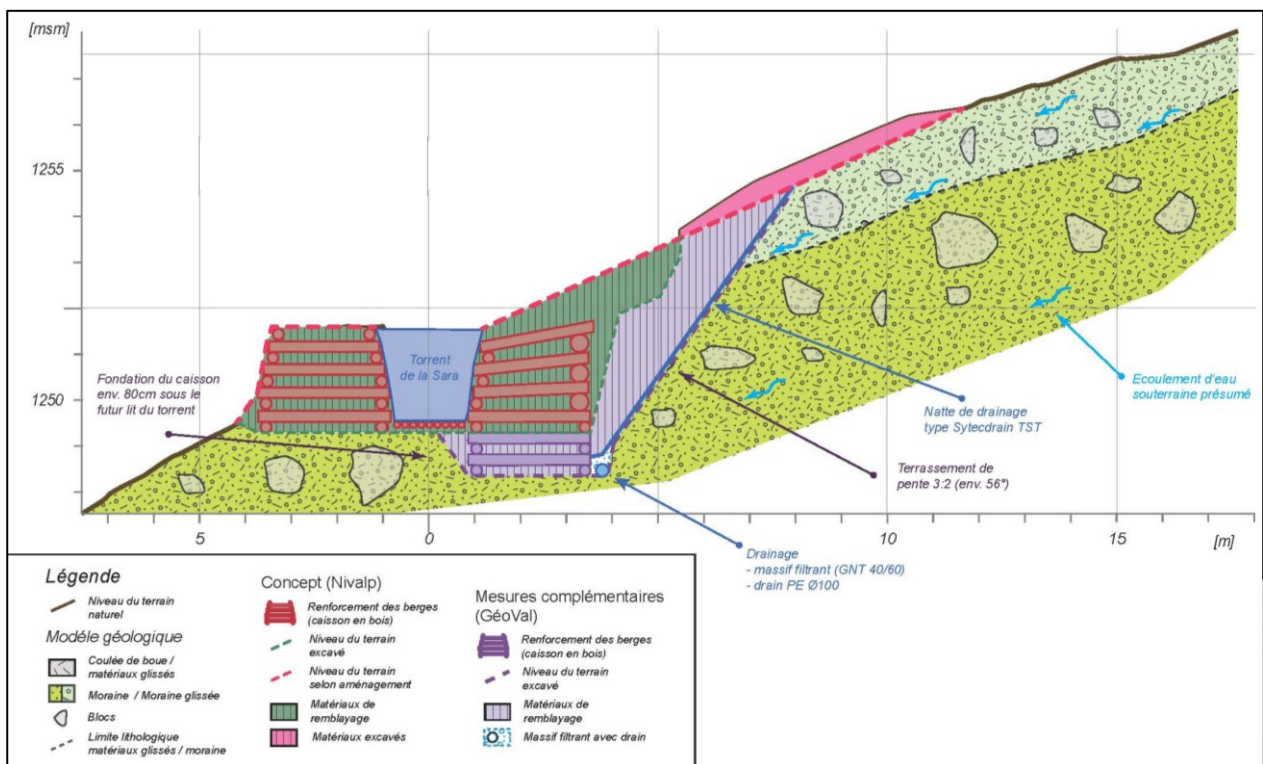 [msm]
1255
1250
Torrent
de la Sara
Fondation du caisson
env. 80cm sous le
futur lit du torrent
?
?
Ecoulement d'eau
souterraine présumé
Natte de drainage
type Sytecdrain TST
Terrassement de
pente 3:2 (env. 56°)
5
0
10
15
[m]
Drainage
- massif filtrant (GNT 40/60)
- drain PE Ø100
Légende
Niveau du terrain
naturel
Modèle géologique
Coulée de boue /
matériaux glissés
Moraine / Moraine glissée
Blocs
Limite lithologique
matériaux glissés / moraine
Concept (Nivalp)
Renforcement des berges
(caisson en bois)
Niveau du terrain
excavé
Niveau du terrain
selon aménagement
Matériaux de
remblayage
Matériaux excavés
Mesures complémentaires
(GéoVal)
Renforcement des berges
(caisson en bois)
Niveau du terrain
excavé
Matériaux de
remblayage
Massif filtrant avec drain